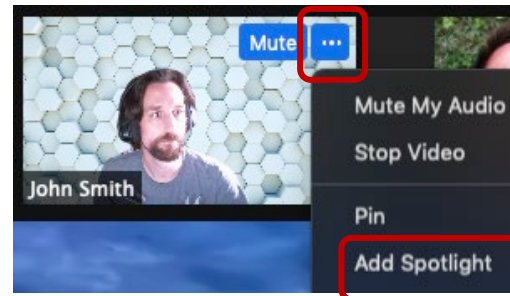 Mute ...
Mute My Audio
Stop Video
John Smith
Pin
Add Spotlight